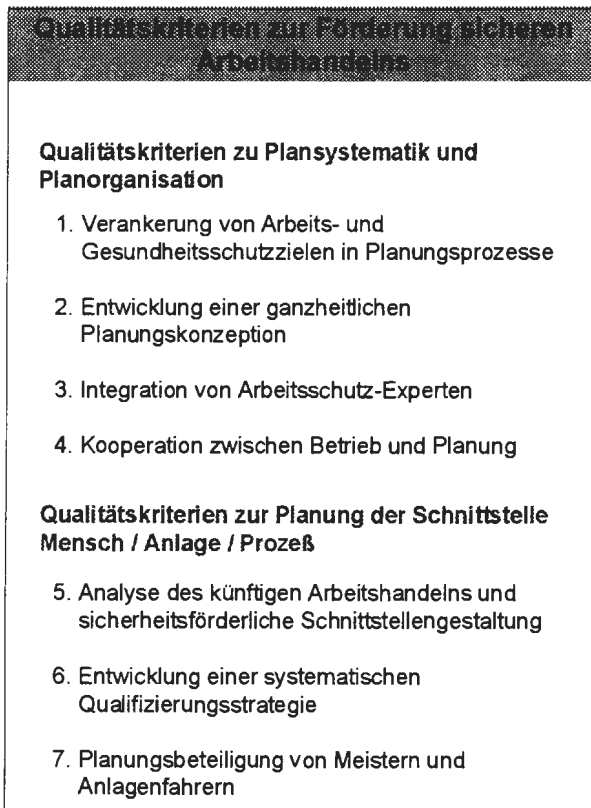 Qualitätskriterien zur Förderung sicheren
Arbeitshandelns
Qualitätskriterien zu Plansystematik und
Planorganisation
1. Verankerung von Arbeits- und
Gesundheitsschutzzielen in Planungsprozesse
2. Entwicklung einer ganzheitlichen
Planungskonzeption
3. Integration von Arbeitsschutz-Experten
4. Kooperation zwischen Betrieb und Planung
Qualitätskriterien zur Planung der Schnittstelle
Mensch / Anlage / Prozeß
5. Analyse des künftigen Arbeitshandelns und
sicherheitsförderliche Schnittstellengestaltung
6. Entwicklung einer systematischen
Qualifizierungsstrategie
7. Planungsbeteiligung von Meistern und
Anlagenfahrern